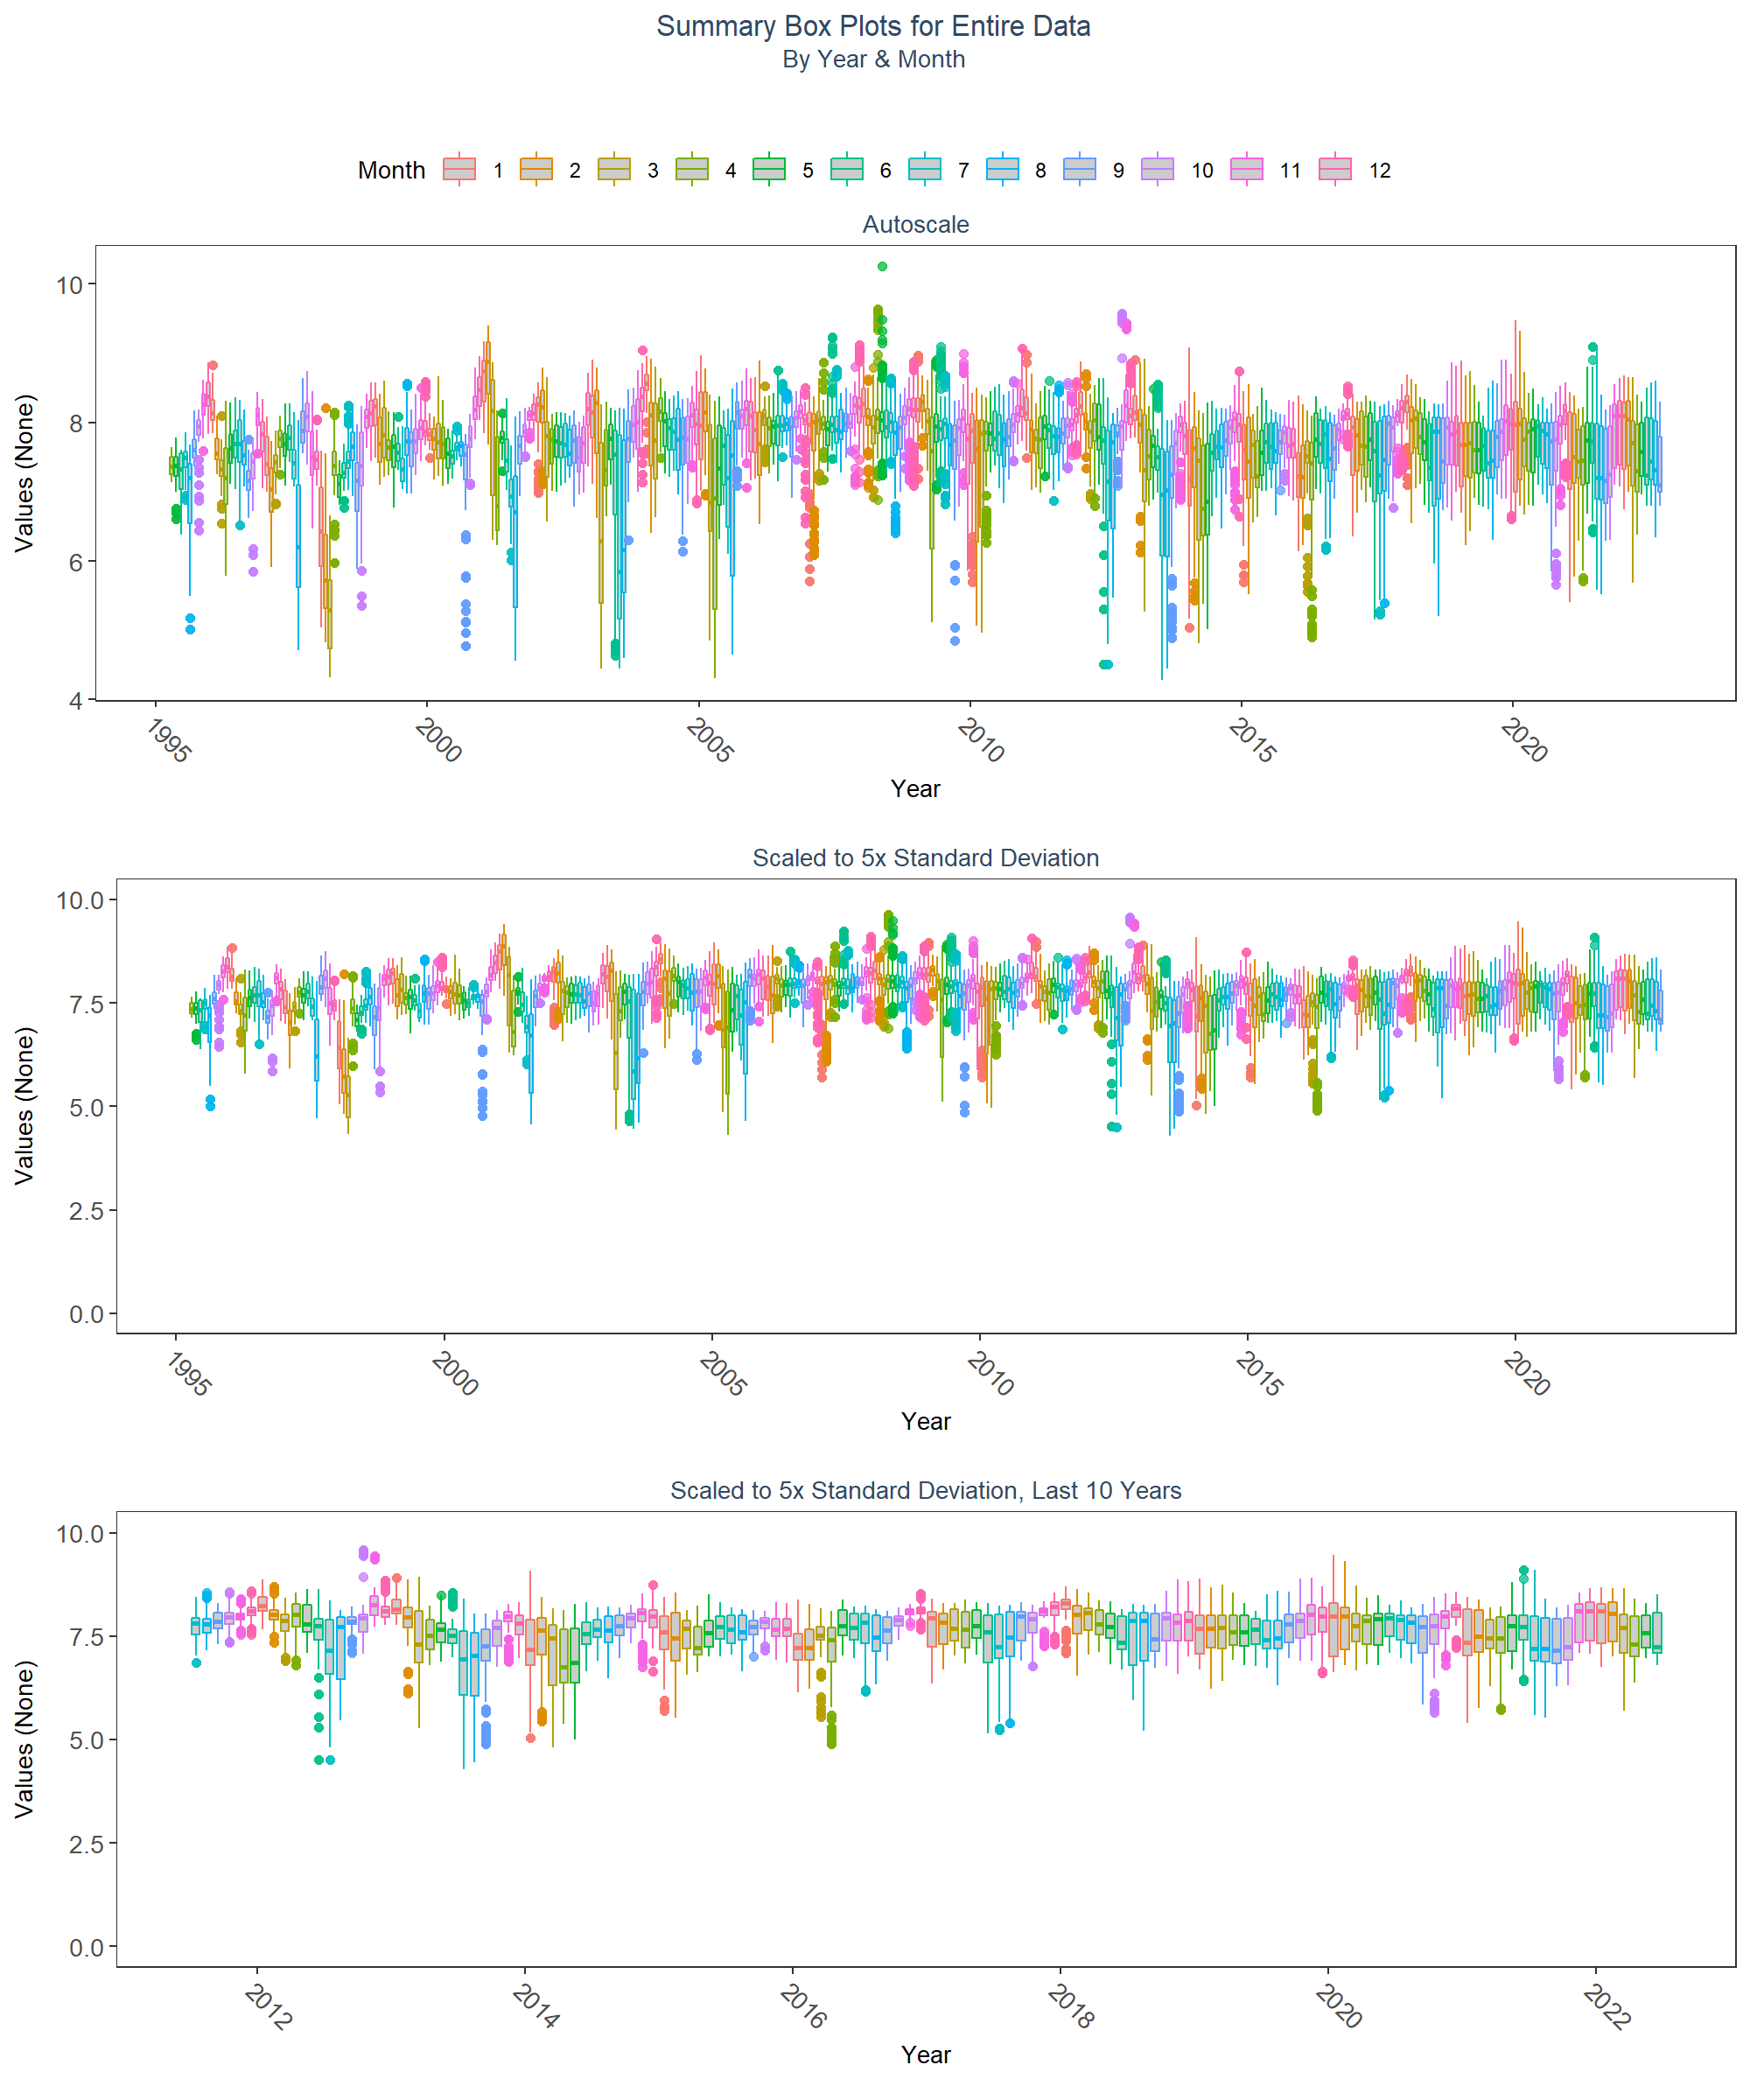 Summary Box Plots for Entire Data
By Year & Month
Month 1 2 3 4 5 6 7 8 9 10 11 12
Autoscale
Values (None)
10
8
6
4
1995 2000 2005 2010 2015 2020
Year
Scaled to 5x Standard Deviation
Values (None)
10.0
7.5
5.0
2.5
0.0
1995 2000 2005 2010 2015 2020
Year
Scaled to 5x Standard Deviation, Last 10 Years
Values (None)
10.0
7.5
5.0
2.5
0.0
2012 2014 2016 2018 2020 2022
Year